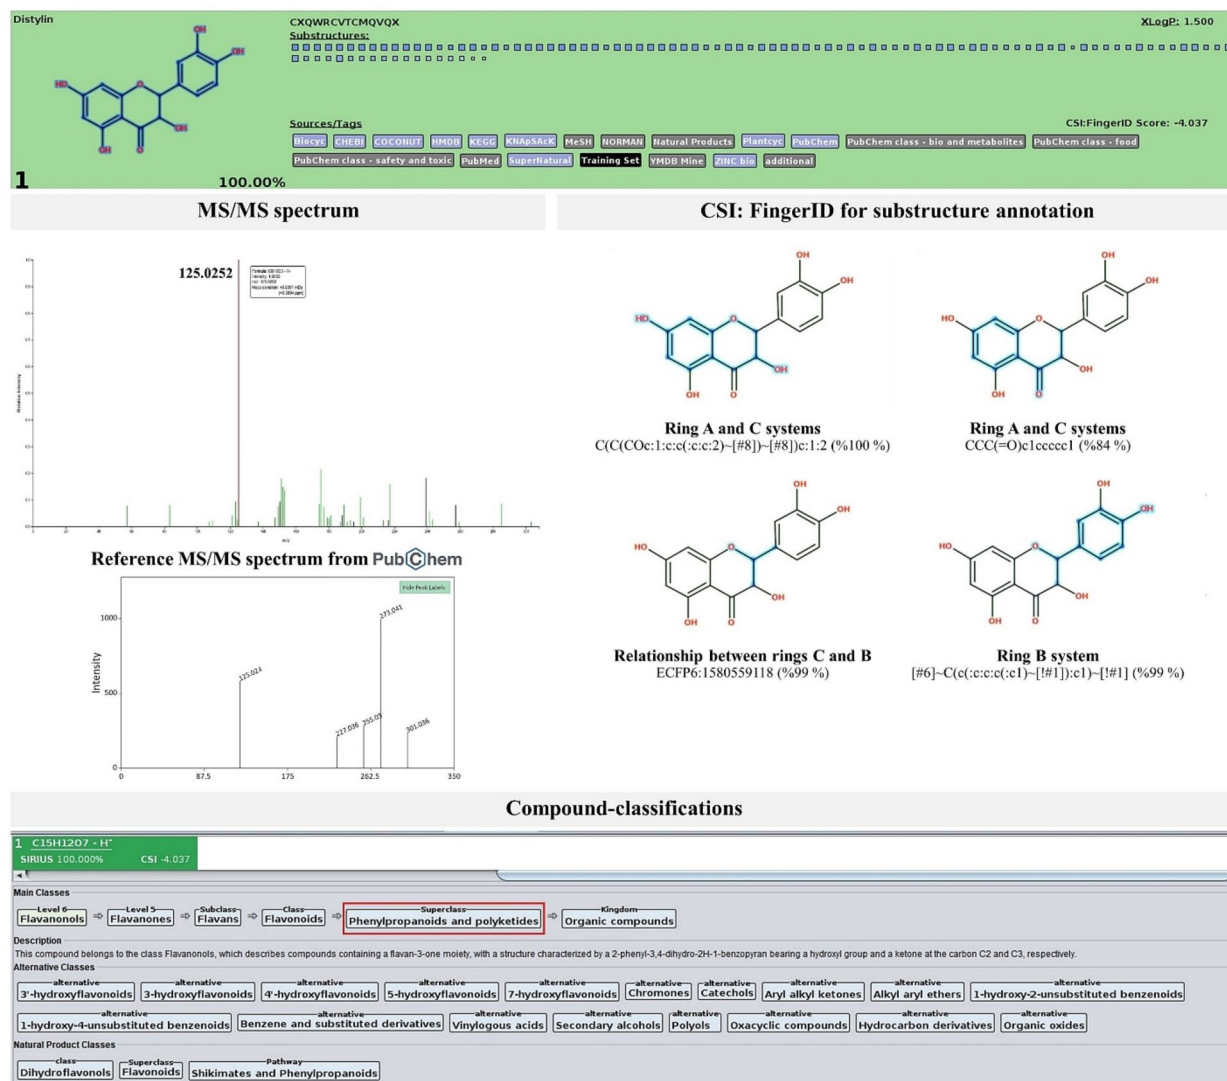 Distylin
CXQWRCVTCMQVQX
XLogP: 1.500
Substructures:
HO OH OH O OH OH O
Sources/Tags
CSI:FingerID Score: -4.037
Biocyc CHEBI COCONUT HMDB KEGG KNApSAcK MeSH NORMAN Natural Products Plantcyc PubChem PubChem class - bio and metabolites PubChem class - food
PubChem class - safety and toxic PubMed SuperNatural Training Set YMDB Mine ZINC bio additional
1 100.00%
MS/MS spectrum
CSI: FingerID for substructure annotation
125.0252
Ring A and C systems
C(C(COc:1:c:c(:c:c:2)~[#8])~[#8])c:1:2 (%100 %)
Ring A and C systems
CCC(=O)c1ccccc1 (%84 %)
Relationship between rings C and B
ECFP6:1580559118 (%99 %)
Ring B system
[#6]~C(c(:c:c:c(:c1)~[!#1]):c1)~[!#1] (%99 %)
Reference MS/MS spectrum from PubChem
Hide Peak Labels
Intensity
1000
500
0
125.024
227.036
255.03
273.041
301.036
0 87.5 175 262.5 350
Compound-classifications
1 C15H12O7 - H⁻
SIRIUS 100.000% CSI -4.037
Main Classes
Level 6 Level 5 Subclass Class Superclass Kingdom
Flavanonols ⇒ Flavanones ⇒ Flavans ⇒ Flavonoids ⇒ Phenylpropanoids and polyketides ⇒ Organic compounds
Description
This compound belongs to the class Flavanonols, which describes compounds containing a flavan-3-one moiety, with a structure characterized by a 2-phenyl-3,4-dihydro-2H-1-benzopyran bearing a hydroxyl group and a ketone at the carbon C2 and C3, respectively.
Alternative Classes
alternative alternative alternative alternative alternative alternative alternative alternative alternative alternative
3'-hydroxyflavonoids 3-hydroxyflavonoids 4'-hydroxyflavonoids 5-hydroxyflavonoids 7-hydroxyflavonoids Chromones Catechols Aryl alkyl ketones Alkyl aryl ethers 1-hydroxy-2-unsubstituted benzenoids
alternative alternative alternative alternative alternative alternative alternative alternative
1-hydroxy-4-unsubstituted benzenoids Benzene and substituted derivatives Vinylogous acids Secondary alcohols Polyols Oxacyclic compounds Hydrocarbon derivatives Organic oxides
Natural Product Classes
class Superclass Pathway
Dihydroflavonols Flavonoids Shikimates and Phenylpropanoids